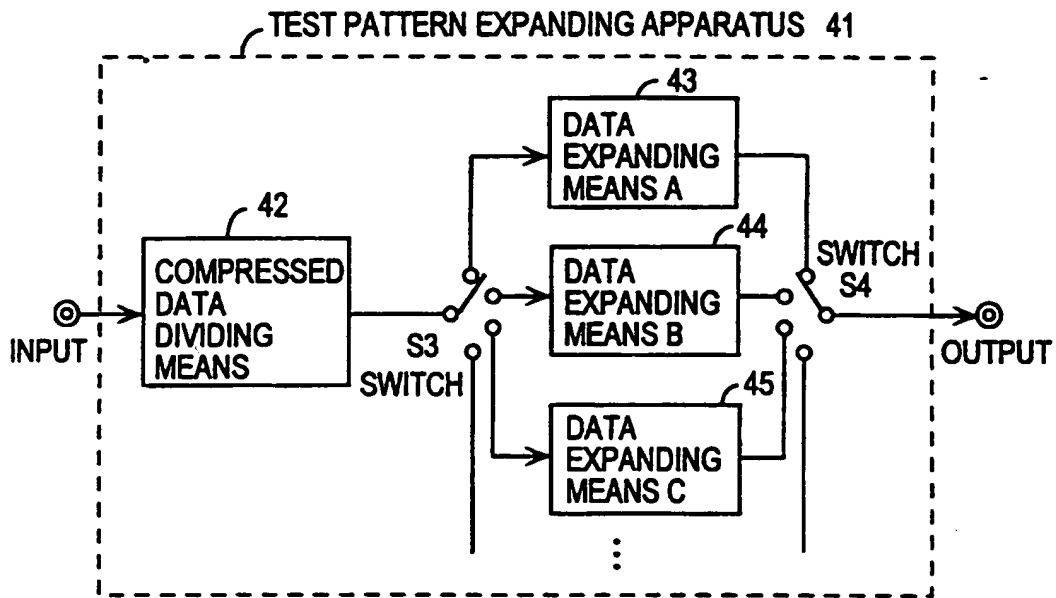 TEST PATTERN EXPANDING APPARATUS 41
43
DATA
EXPANDING
MEANS A
42
COMPRESSED
DATA
DIVIDING
MEANS
44
DATA
EXPANDING
MEANS B
SWITCH
S4
INPUT
S3
SWITCH
OUTPUT
45
DATA
EXPANDING
MEANS C